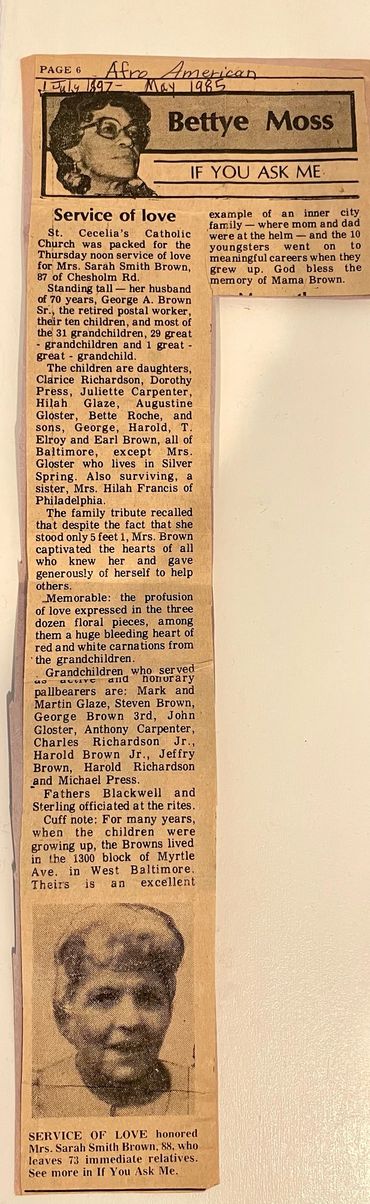 PAGE 6 Afro American
1 July 1897- May 1985
Bettye Moss
IF YOU ASK ME
Service of love
St. Cecelia's Catholic
Church was packed for the
Thursday noon service of love
for Mrs. Sarah Smith Brown,
87 of Chesholm Rd.
Standing tall — her husband
of 70 years, George A. Brown
Sr., the retired postal worker,
their ten children, and most of
the 31 grandchildren, 29 great
- grandchildren and 1 great -
great - grandchild.
The children are daughters,
Clarice Richardson, Dorothy
Press, Juliette Carpenter,
Hilah Glaze, Augustine
Gloster, Bette Roche, and
sons, George, Harold, T.
Elroy and Earl Brown, all of
Baltimore, except Mrs.
Gloster who lives in Silver
Spring. Also surviving, a
sister, Mrs. Hilah Francis of
Philadelphia.
The family tribute recalled
that despite the fact that she
stood only 5 feet 1, Mrs. Brown
captivated the hearts of all
who knew her and gave
generously of herself to help
others.
Memorable: the profusion
of love expressed in the three
dozen floral pieces, among
them a huge bleeding heart of
red and white carnations from
the grandchildren.
Grandchildren who served
as active and honorary
pallbearers are: Mark and
Martin Glaze, Steven Brown,
George Brown 3rd, John
Gloster, Anthony Carpenter,
Charles Richardson Jr.,
Harold Brown Jr., Jeffry
Brown, Harold Richardson
and Michael Press.
Fathers Blackwell and
Sterling officiated at the rites.
Cuff note: For many years,
when the children were
growing up, the Browns lived
in the 1300 block of Myrtle
Ave. in West Baltimore.
Theirs is an excellent
example of an inner city
family — where mom and dad
were at the helm — and the 10
youngsters went on to
meaningful careers when they
grew up. God bless the
memory of Mama Brown.
SERVICE OF LOVE honored
Mrs. Sarah Smith Brown, 88, who
leaves 73 immediate relatives.
See more in If You Ask Me.